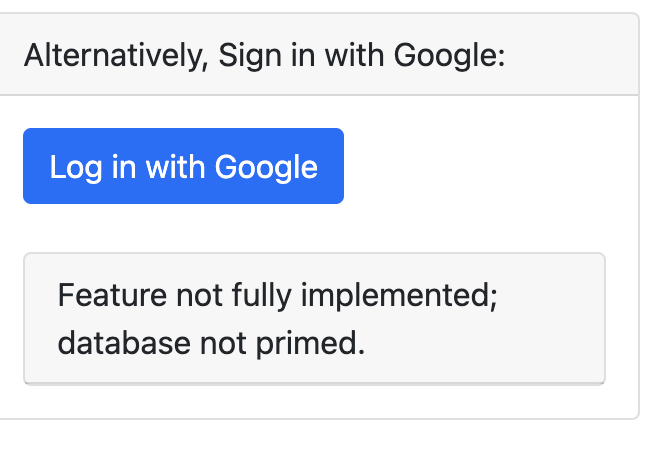 Alternatively, Sign in with Google:
Log in with Google
Feature not fully implemented;
database not primed.